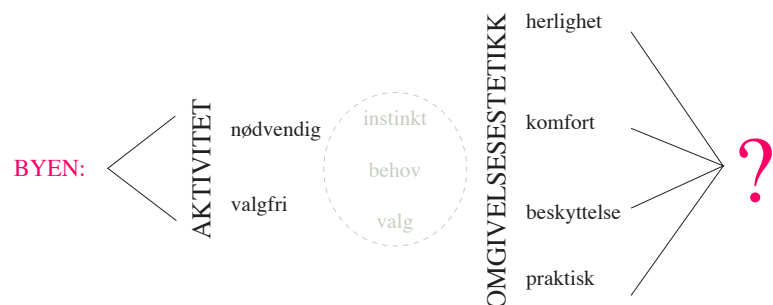 BYEN:
AKTIVITET
nødvendig
valgfri
instinkt
behov
valg
OMGIVELSESESTETIKK
herlighet
komfort
beskyttelse
praktisk
?